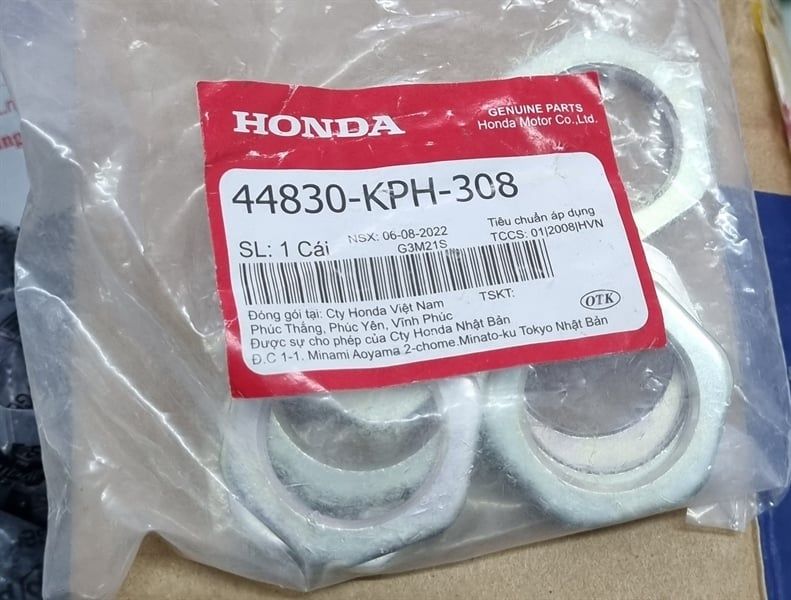 HONDA
GENUINE PARTS
Honda Motor Co.,Ltd.
44830-KPH-308
SL: 1 Cái
NSX: 06-08-2022
G3M21S
Tiêu chuẩn áp dụng
TCCS: 01|2008|HVN
Đóng gói tại: Cty Honda Việt Nam
TSKT:
OTK
Phúc Thắng, Phúc Yên, Vĩnh Phúc
Được sự cho phép của Cty Honda Nhật Bản
Đ.C 1-1. Minami Aoyama 2-chome.Minato-ku Tokyo Nhật Bản